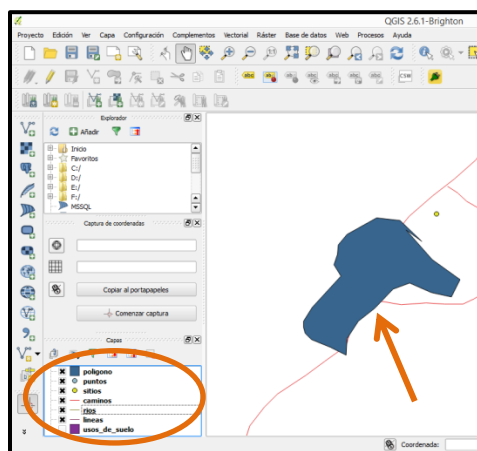 QGIS 2.6.1-Brighton
Proyecto Edición Ver Capa Configuración Complementos Vectorial Ráster Base de datos Web Procesos Ayuda
CSW
Explorador
Añadir
Inicio
Favoritos
C:/
D:/
E:/
F:/
MSSQL
Captura de coordenadas
Copiar al portapapeles
Comenzar captura
Capas
poligono
puntos
sitios
caminos
rios
lineas
usos_de_suelo
Coordenada: